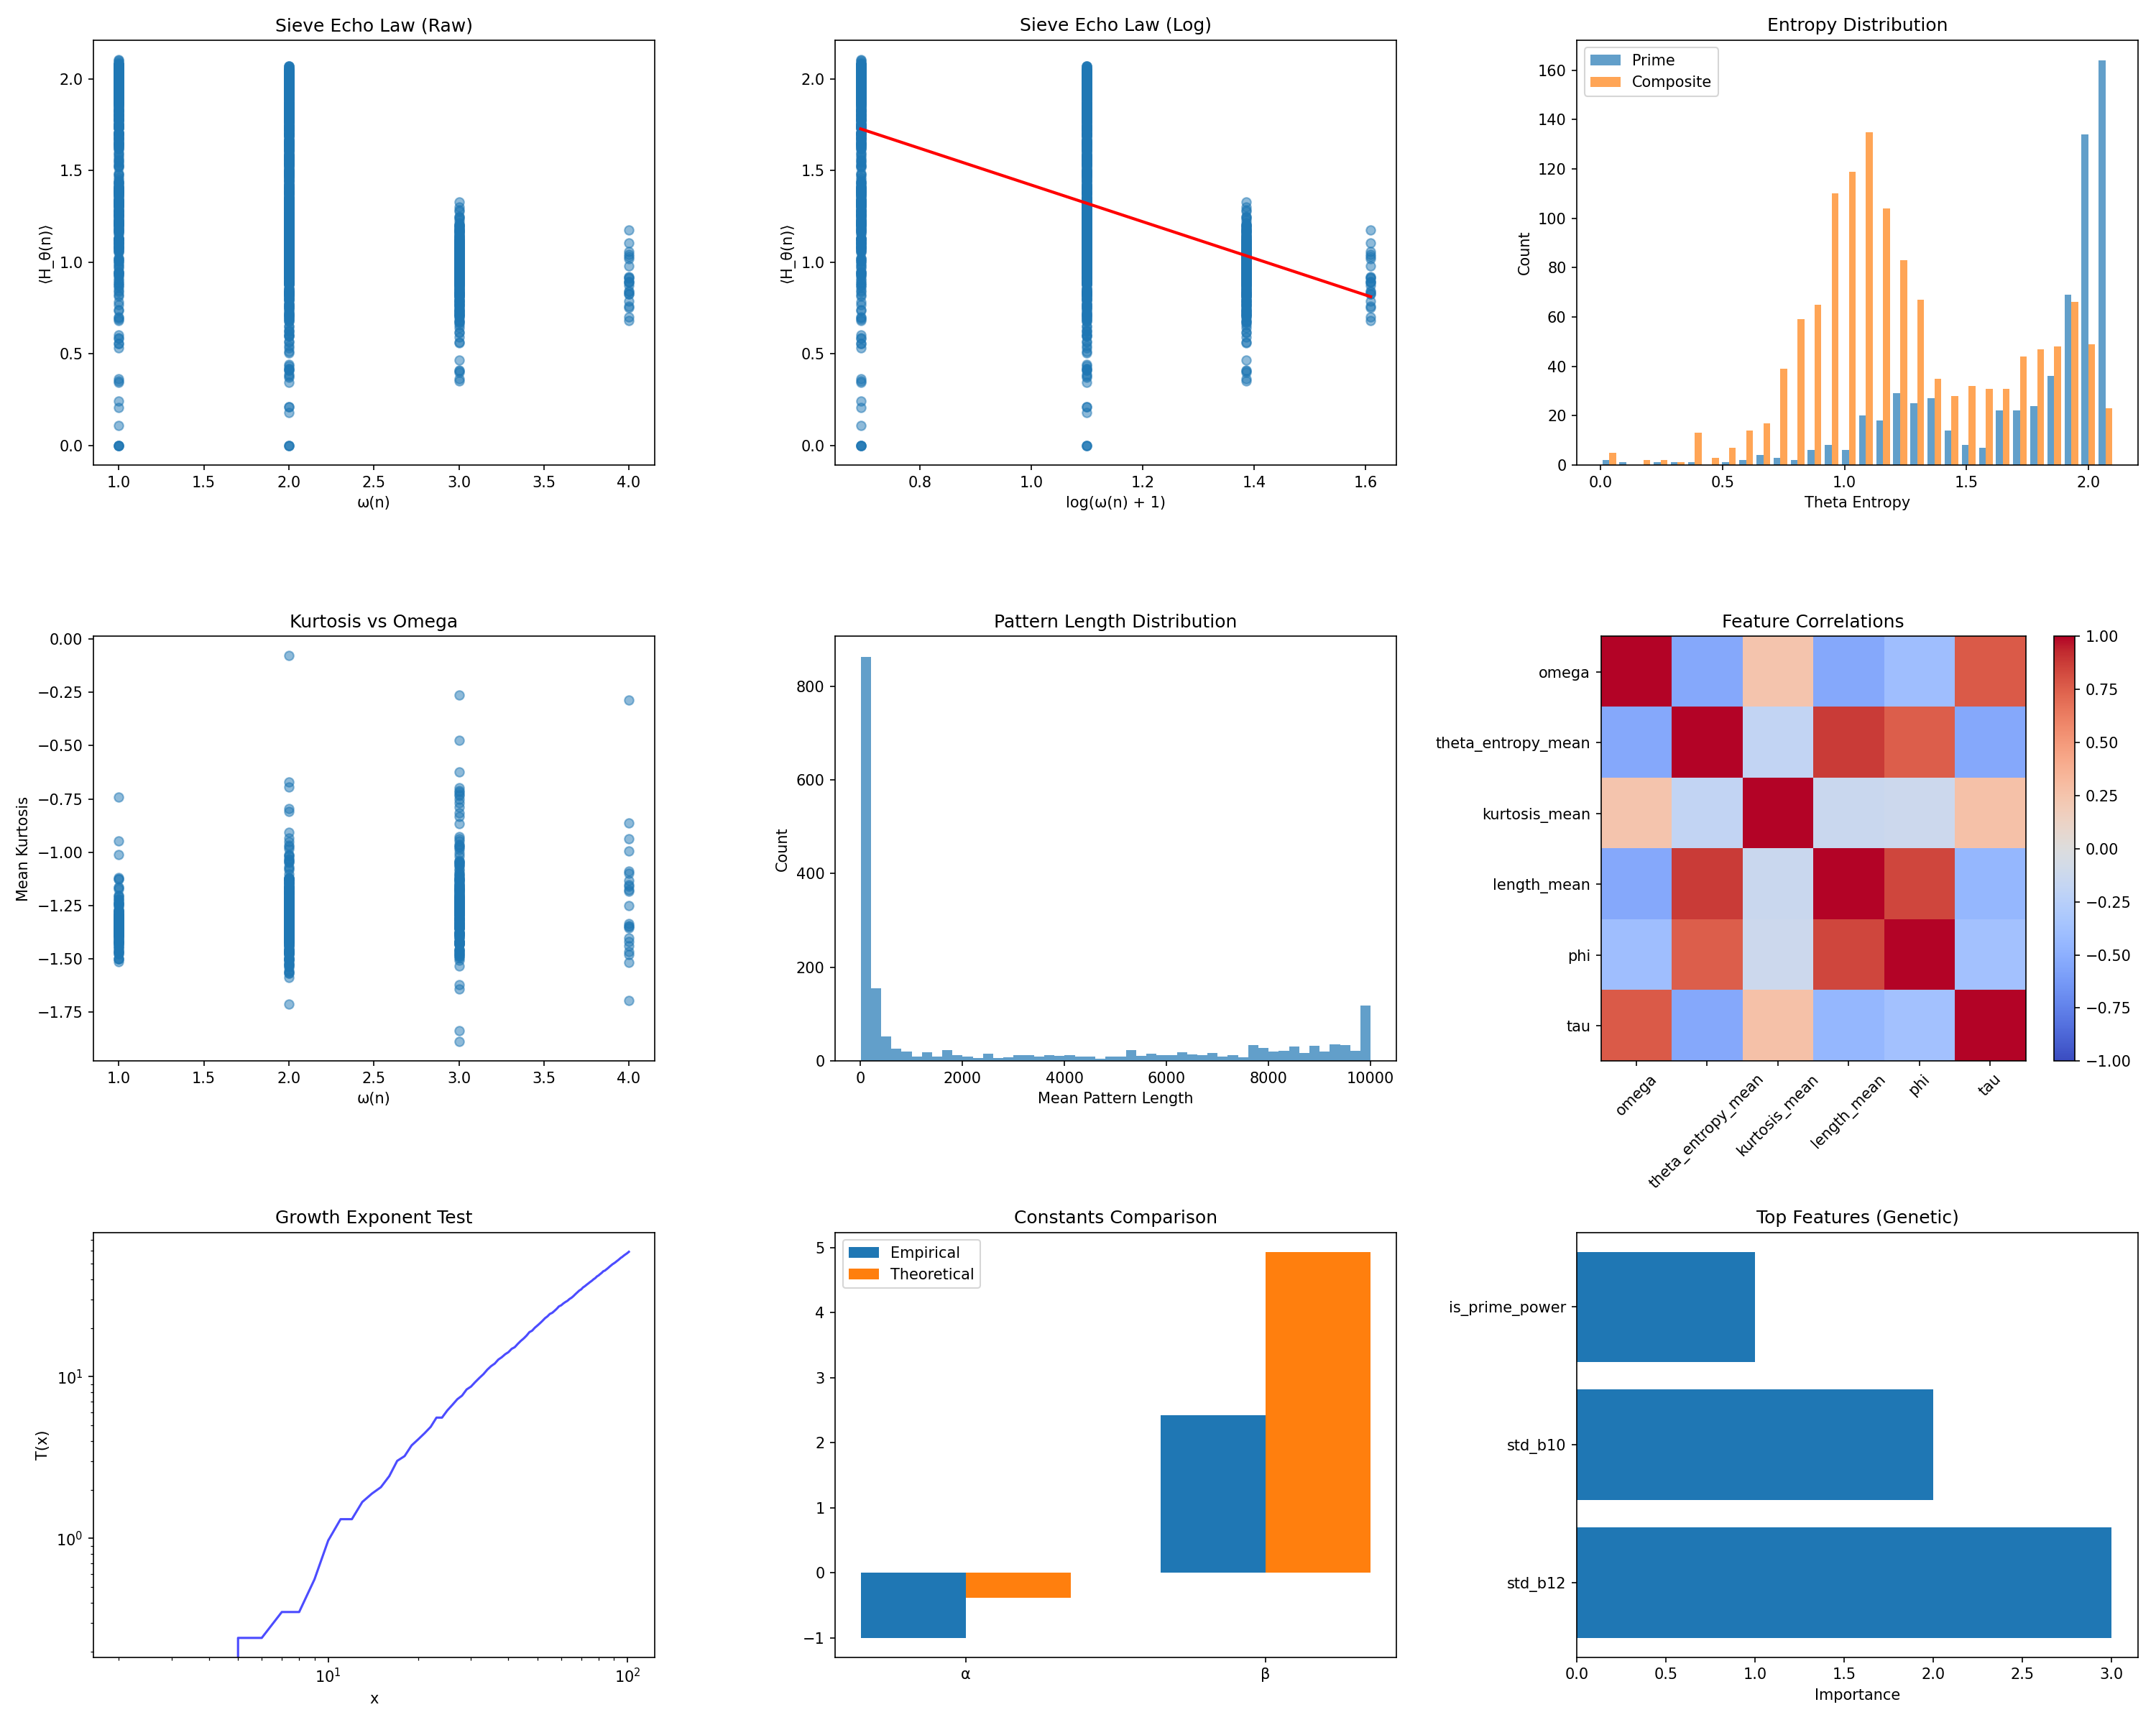 Sieve Echo Law (Raw)
2.0
1.5
1.0
0.5
0.0
⟨H_θ(n)⟩
1.0 1.5 2.0 2.5 3.0 3.5 4.0
ω(n)
Sieve Echo Law (Log)
2.0
1.5
1.0
0.5
0.0
⟨H_θ(n)⟩
0.8 1.0 1.2 1.4 1.6
log(ω(n) + 1)
Entropy Distribution
Prime
Composite
160
140
120
100
80
60
40
20
0
Count
0.0 0.5 1.0 1.5 2.0
Theta Entropy
Kurtosis vs Omega
0.00
−0.25
−0.50
−0.75
−1.00
−1.25
−1.50
−1.75
Mean Kurtosis
1.0 1.5 2.0 2.5 3.0 3.5 4.0
ω(n)
Pattern Length Distribution
800
600
400
200
0
Count
0 2000 4000 6000 8000 10000
Mean Pattern Length
Feature Correlations
omega
theta_entropy_mean
kurtosis_mean
length_mean
phi
tau
omega
theta_entropy_mean
kurtosis_mean
length_mean
phi
tau
1.00
0.75
0.50
0.25
0.00
−0.25
−0.50
−0.75
−1.00
Growth Exponent Test
10¹
10⁰
T(x)
10¹ 10²
x
Constants Comparison
Empirical
Theoretical
5
4
3
2
1
0
−1
α β
Top Features (Genetic)
is_prime_power
std_b10
std_b12
0.0 0.5 1.0 1.5 2.0 2.5 3.0
Importance